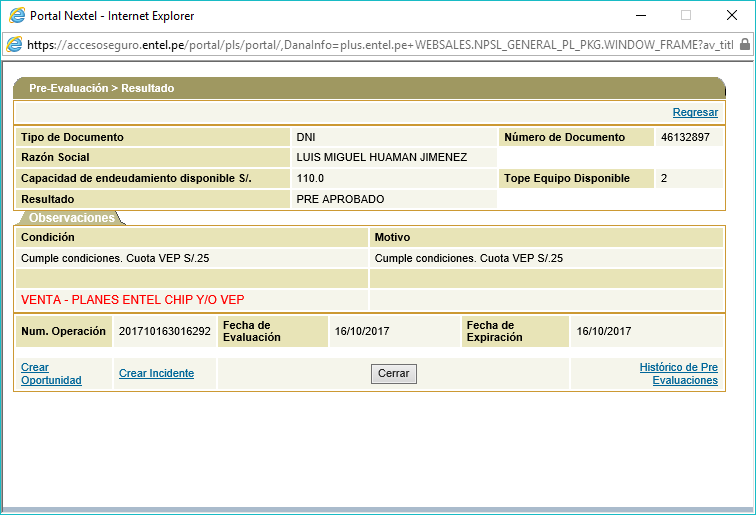 Portal Nextel - Internet Explorer
https://accesoseguro.entel.pe/portal/pls/portal/,DanaInfo=plus.entel.pe+WEBSALES.NPSL_GENERAL_PL_PKG.WINDOW_FRAME?av_titl
Pre-Evaluación > Resultado
Regresar
Tipo de Documento DNI Número de Documento 46132897
Razón Social LUIS MIGUEL HUAMAN JIMENEZ
Capacidad de endeudamiento disponible S/. 110.0 Tope Equipo Disponible 2
Resultado PRE APROBADO
Observaciones
Condición Motivo
Cumple condiciones. Cuota VEP S/.25 Cumple condiciones. Cuota VEP S/.25
VENTA - PLANES ENTEL CHIP Y/O VEP
Num. Operación 201710163016292 Fecha de Evaluación 16/10/2017 Fecha de Expiración 16/10/2017
Crear Oportunidad Crear Incidente Cerrar Histórico de Pre Evaluaciones